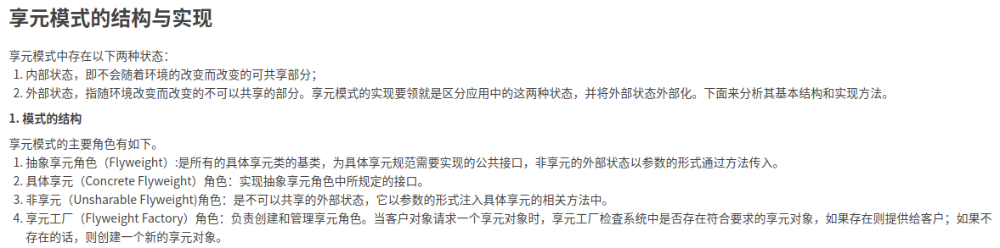 享元模式的结构与实现
享元模式中存在以下两种状态：
1. 内部状态，即不会随着环境的改变而改变的可共享部分；
2. 外部状态，指随环境改变而改变的不可以共享的部分。享元模式的实现要领就是区分应用中的这两种状态，并将外部状态外部化。下面来分析其基本结构和实现方法。
1. 模式的结构
享元模式的主要角色有如下。
1. 抽象享元角色（Flyweight）:是所有的具体享元类的基类，为具体享元规范需要实现的公共接口，非享元的外部状态以参数的形式通过方法传入。
2. 具体享元（Concrete Flyweight）角色：实现抽象享元角色中所规定的接口。
3. 非享元（Unsharable Flyweight)角色：是不可以共享的外部状态，它以参数的形式注入具体享元的相关方法中。
4. 享元工厂（Flyweight Factory）角色：负责创建和管理享元角色。当客户对象请求一个享元对象时，享元工厂检査系统中是否存在符合要求的享元对象，如果存在则提供给客户；如果不
存在的话，则创建一个新的享元对象。